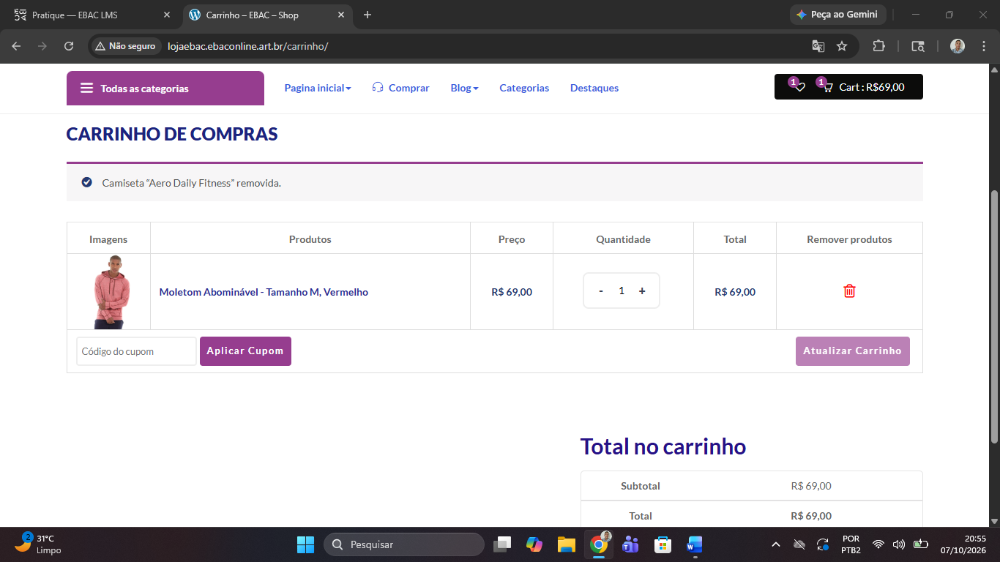 Pratique — EBAC LMS
Carrinho – EBAC – Shop
Peça ao Gemini
Não seguro
lojaebac.ebaconline.art.br/carrinho/
Todas as categorias
Pagina inicial
Comprar
Blog
Categorias
Destaques
1
1
Cart : R$69,00
CARRINHO DE COMPRAS
Camiseta “Aero Daily Fitness” removida.
Imagens Produtos Preço Quantidade Total Remover produtos
Moletom Abominável - Tamanho M, Vermelho R$ 69,00 - 1 + R$ 69,00
Código do cupom Aplicar Cupom Atualizar Carrinho
Total no carrinho
Subtotal R$ 69,00
Total R$ 69,00
2
31°C
Limpo
Pesquisar
POR
PTB2
20:55
07/10/2026